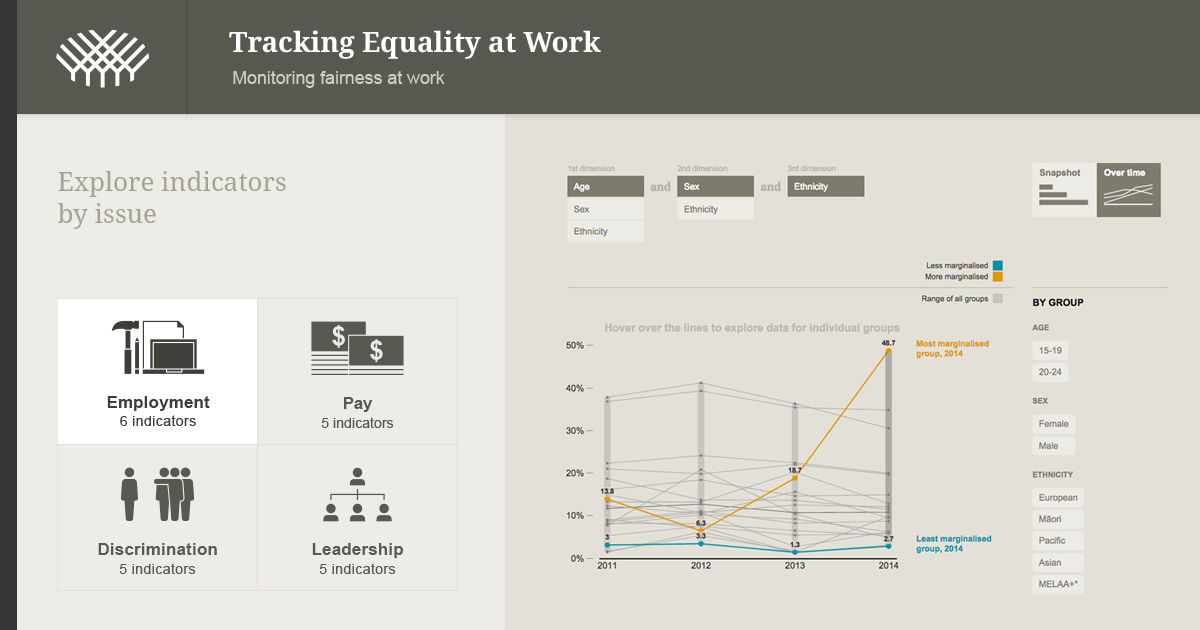 Tracking Equality at Work
Monitoring fairness at work
Explore indicators
by issue
$
$
Employment
6 indicators
Pay
5 indicators
Discrimination
5 indicators
Leadership
5 indicators
1st dimension
Age
Sex
Ethnicity
and
2nd dimension
Sex
Ethnicity
and
3rd dimension
Ethnicity
Snapshot
Over time
Less marginalised
More marginalised
Range of all groups
Hover over the lines to explore data for individual groups
50%
40%
30%
20%
10%
0%
13.8
3
6.3
3.3
18.7
1.3
48.7
2.7
2011
2012
2013
2014
Most marginalised
group, 2014
Least marginalised
group, 2014
BY GROUP
AGE
15-19
20-24
SEX
Female
Male
ETHNICITY
European
Māori
Pacific
Asian
MELAA+*